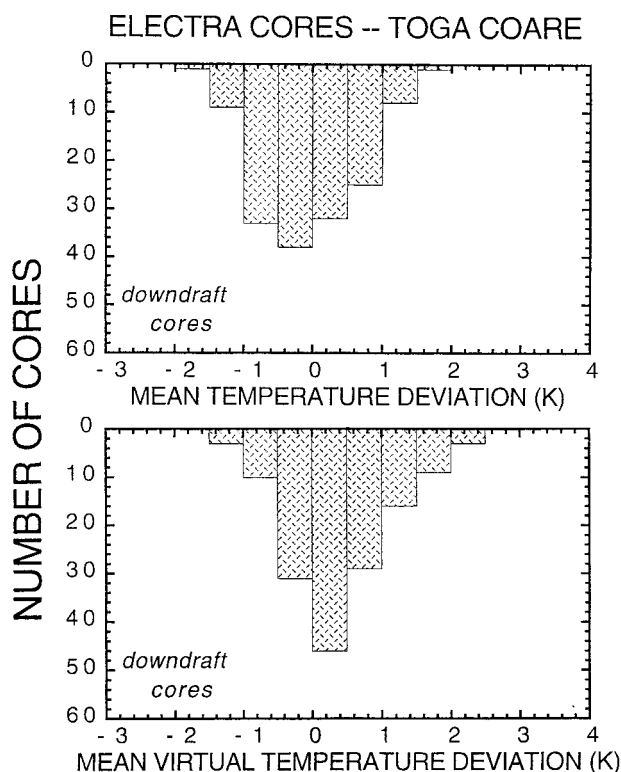 ELECTRA CORES -- TOGA COARE
NUMBER OF CORES
0
10
20
30
40
50
60
downdraft
cores
- 3 - 2 - 1 0 1 2 3 4
MEAN TEMPERATURE DEVIATION (K)
0
10
20
30
40
50
60
downdraft
cores
- 3 - 2 - 1 0 1 2 3 4
MEAN VIRTUAL TEMPERATURE DEVIATION (K)